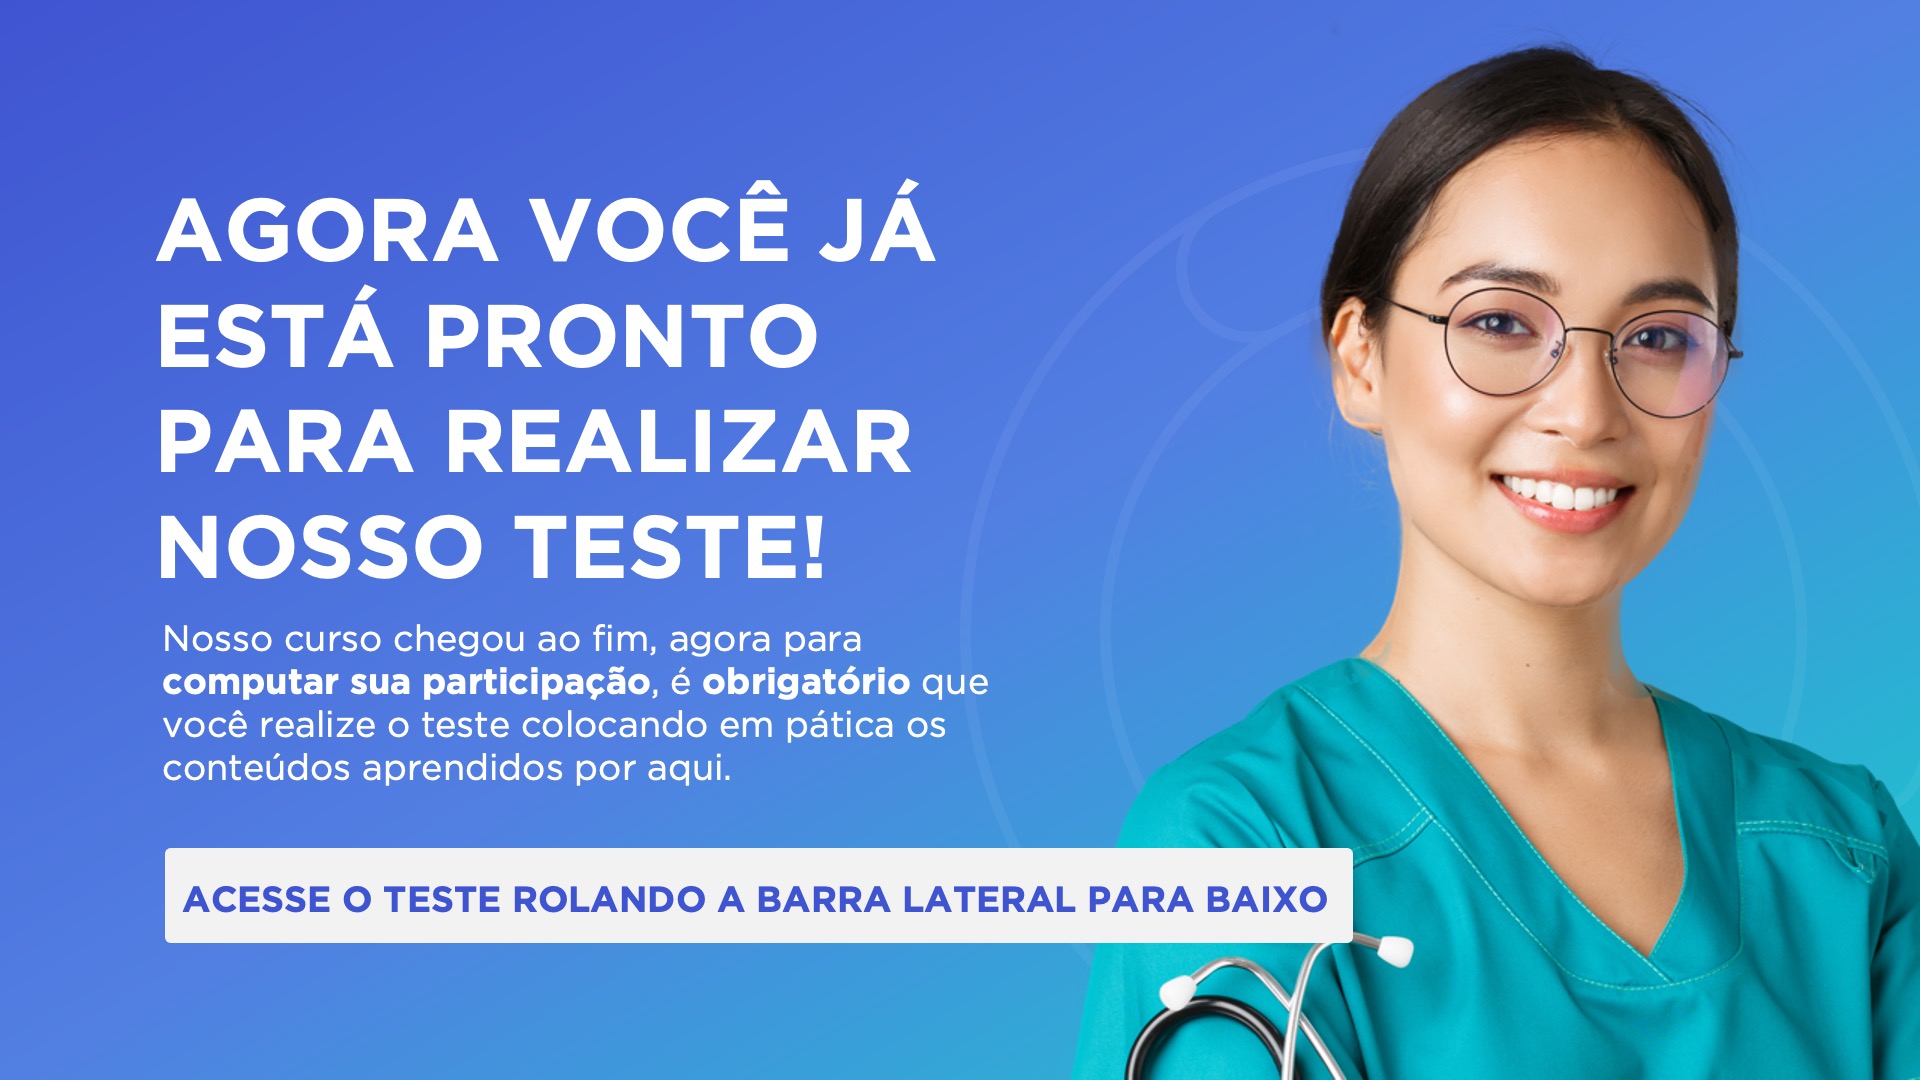 AGORA VOCÊ JÁ
ESTÁ PRONTO
PARA REALIZAR
NOSSO TESTE!
Nosso curso chegou ao fim, agora para
computar sua participação, é obrigatório que
você realize o teste colocando em pática os
conteúdos aprendidos por aqui.
ACESSE O TESTE ROLANDO A BARRA LATERAL PARA BAIXO